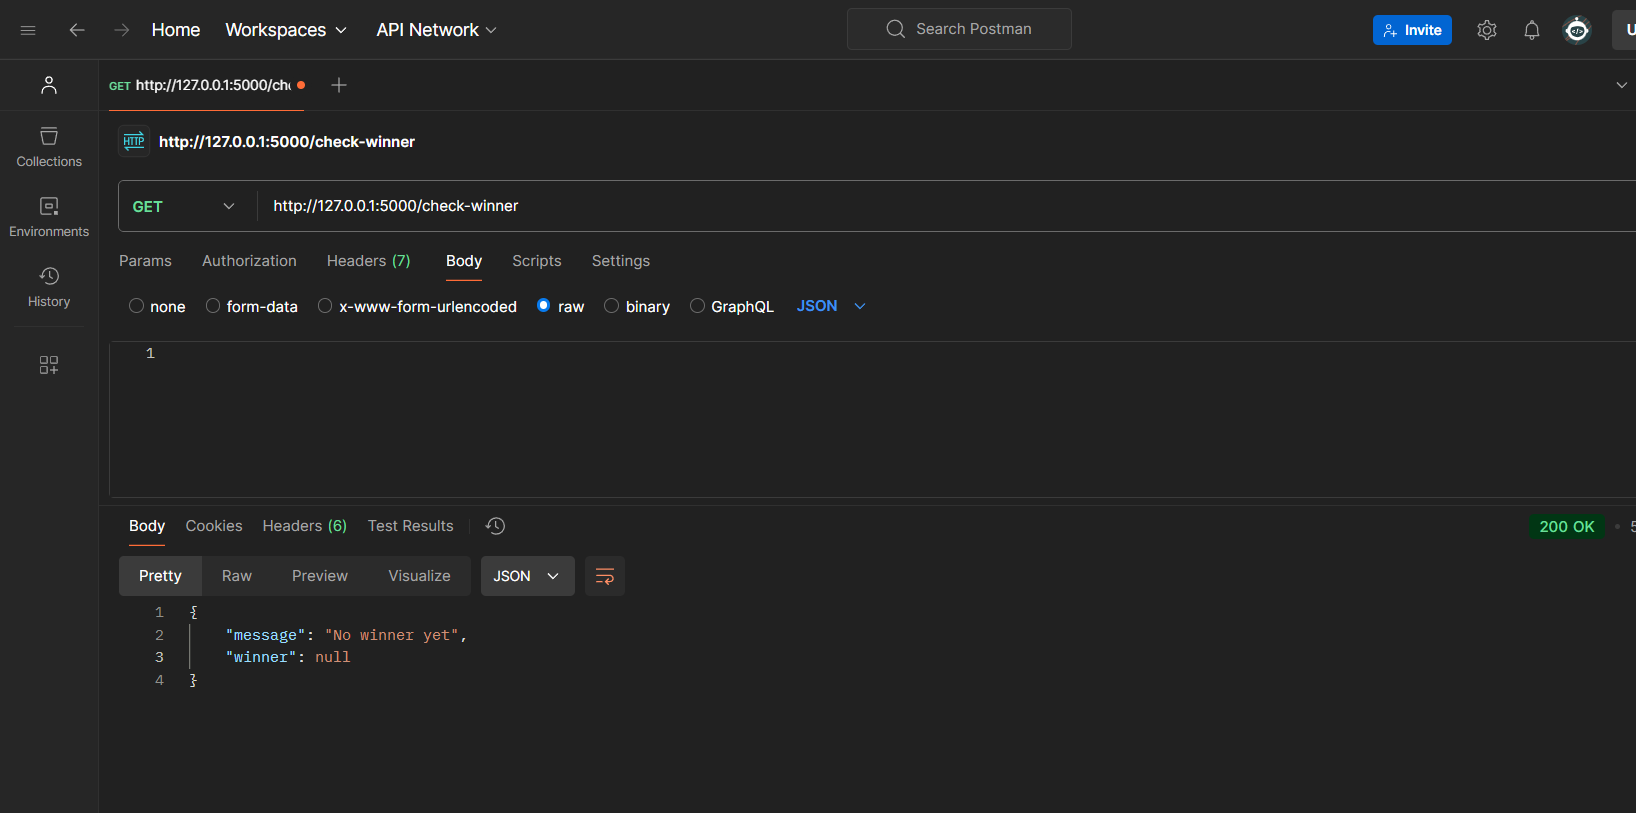 Home Workspaces API Network Search Postman Invite U
GET http://127.0.0.1:5000/che
HTTP http://127.0.0.1:5000/check-winner
Collections
Environments
History
GET http://127.0.0.1:5000/check-winner
Params Authorization Headers (7) Body Scripts Settings
none form-data x-www-form-urlencoded raw binary GraphQL JSON
1
Body Cookies Headers (6) Test Results 200 OK • 5
Pretty Raw Preview Visualize JSON
1 {
2 "message": "No winner yet",
3 "winner": null
4 }